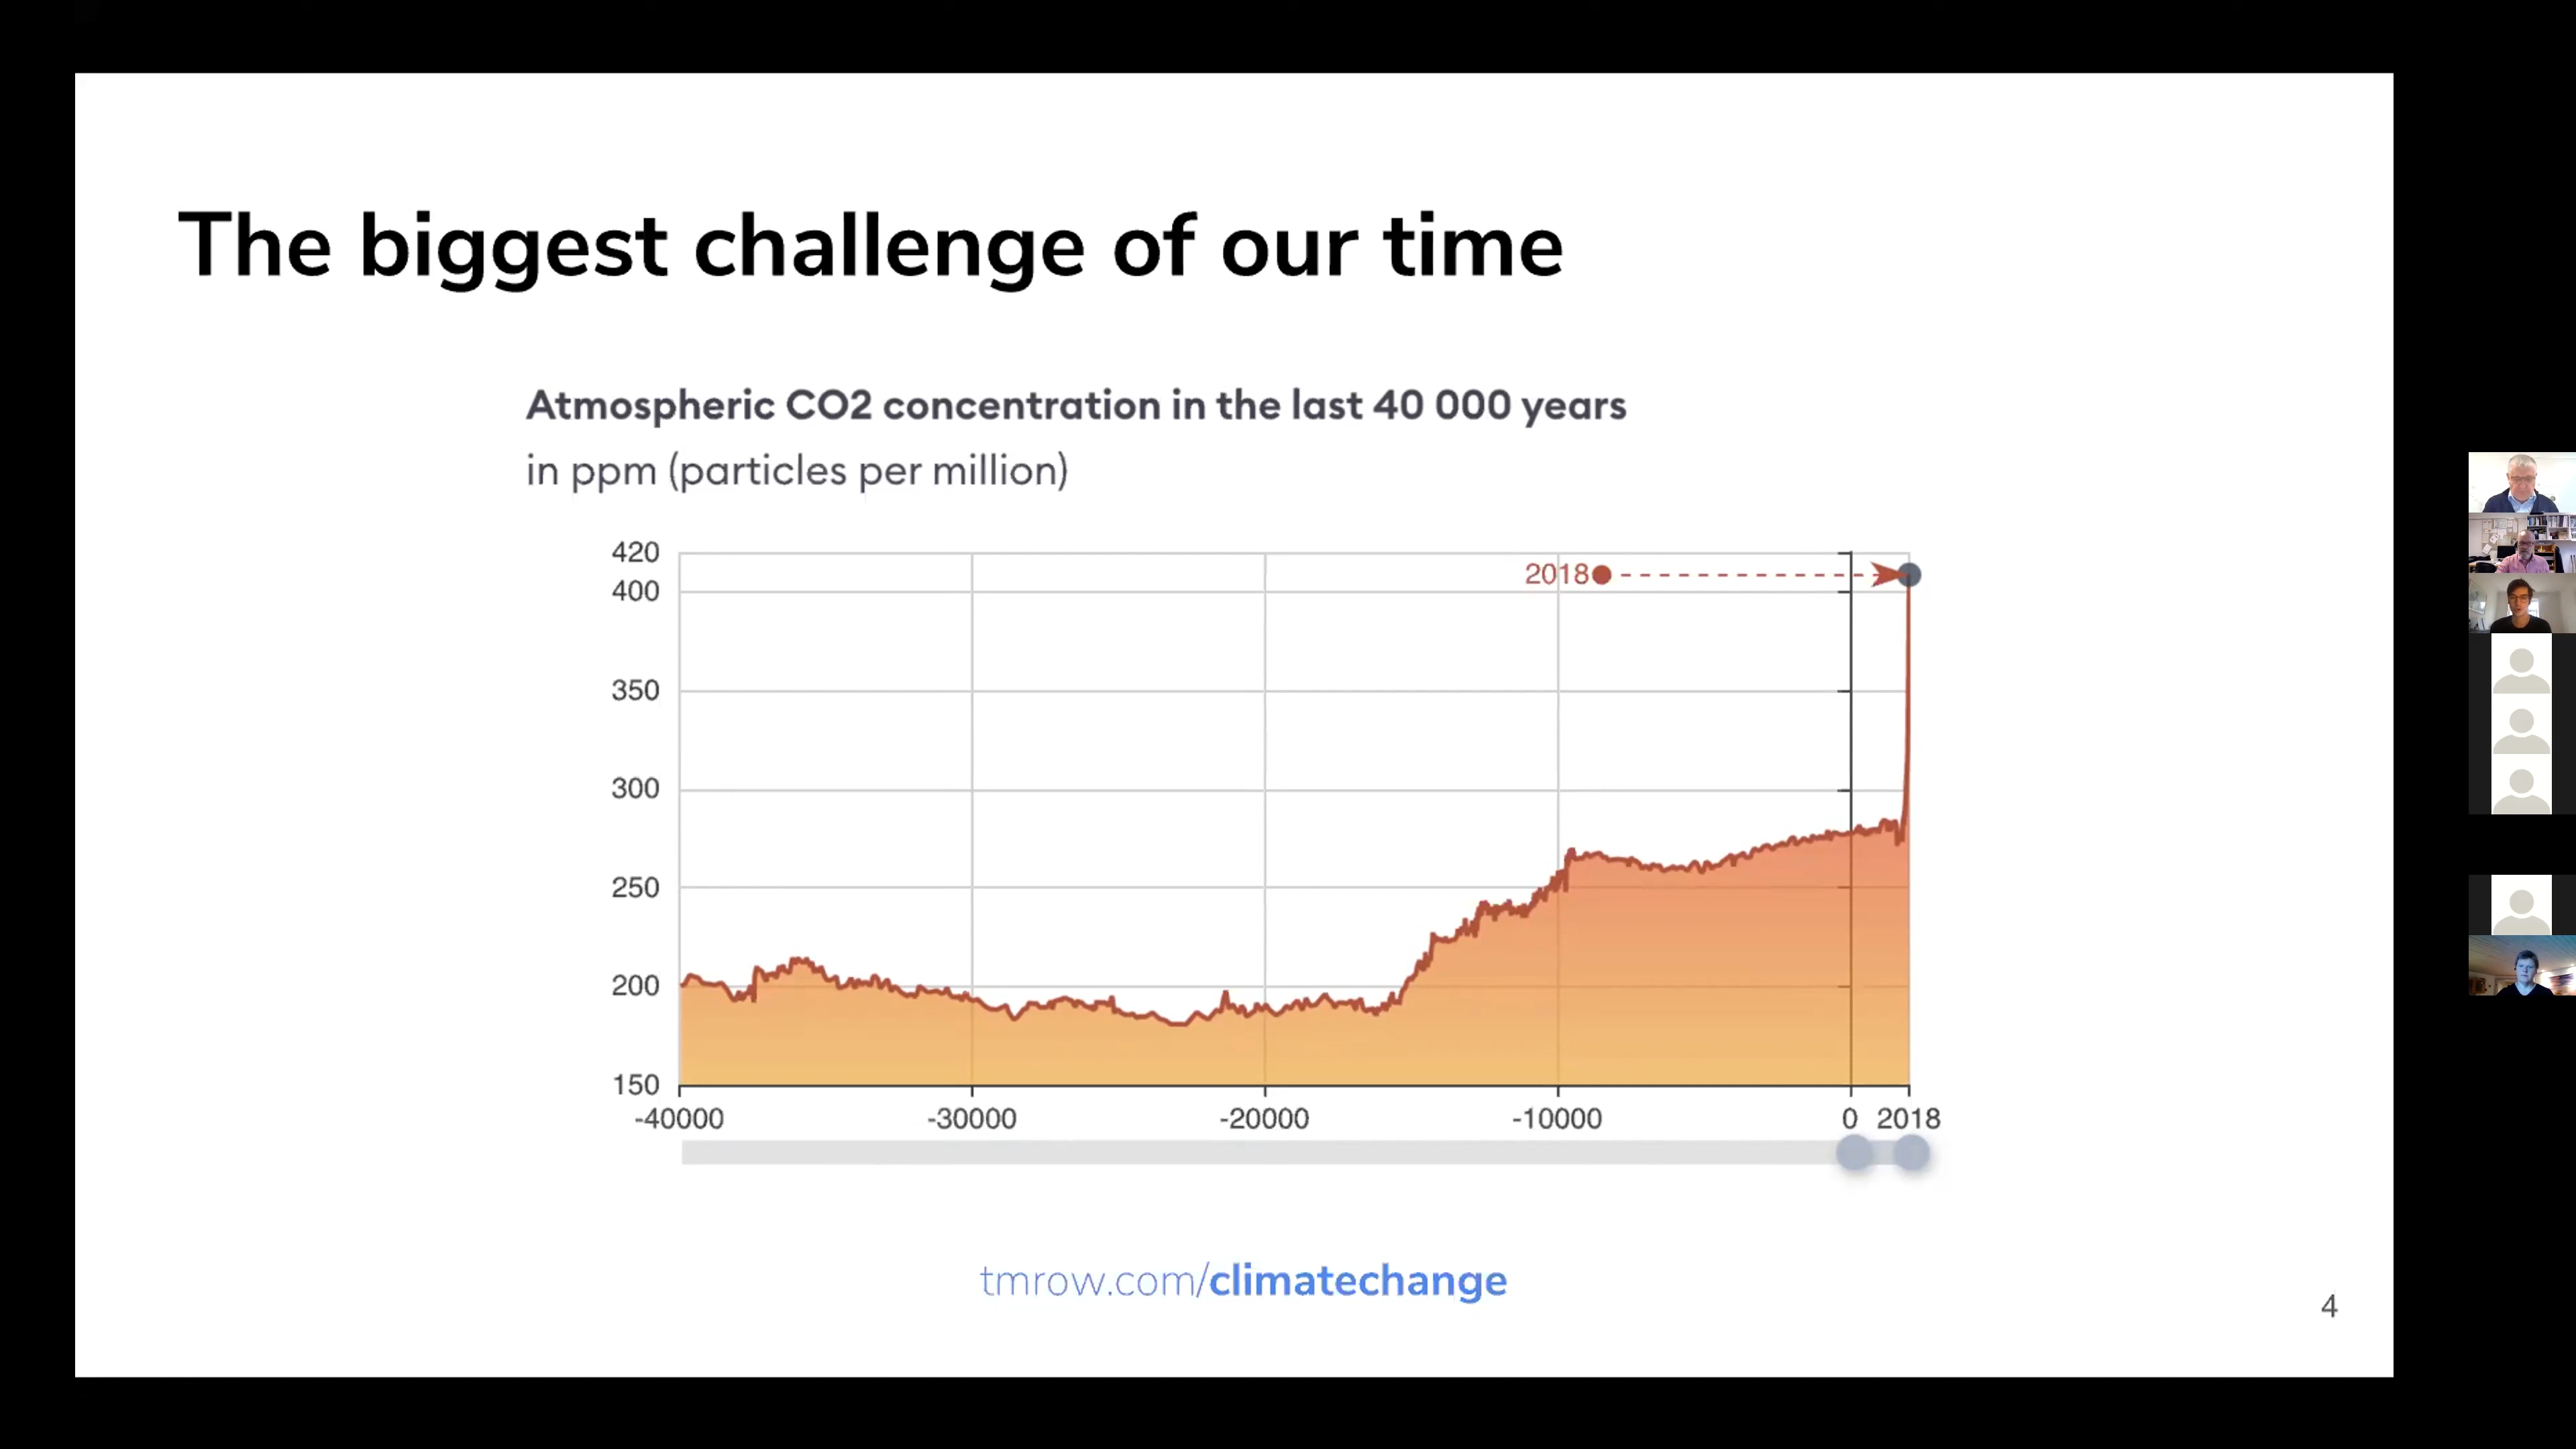 The biggest challenge of our time
Atmospheric CO2 concentration in the last 40 000 years
in ppm (particles per million)
420
400
350
300
250
200
150
2018
-40000 -30000 -20000 -10000 0 2018
tmrow.com/climatechange
4